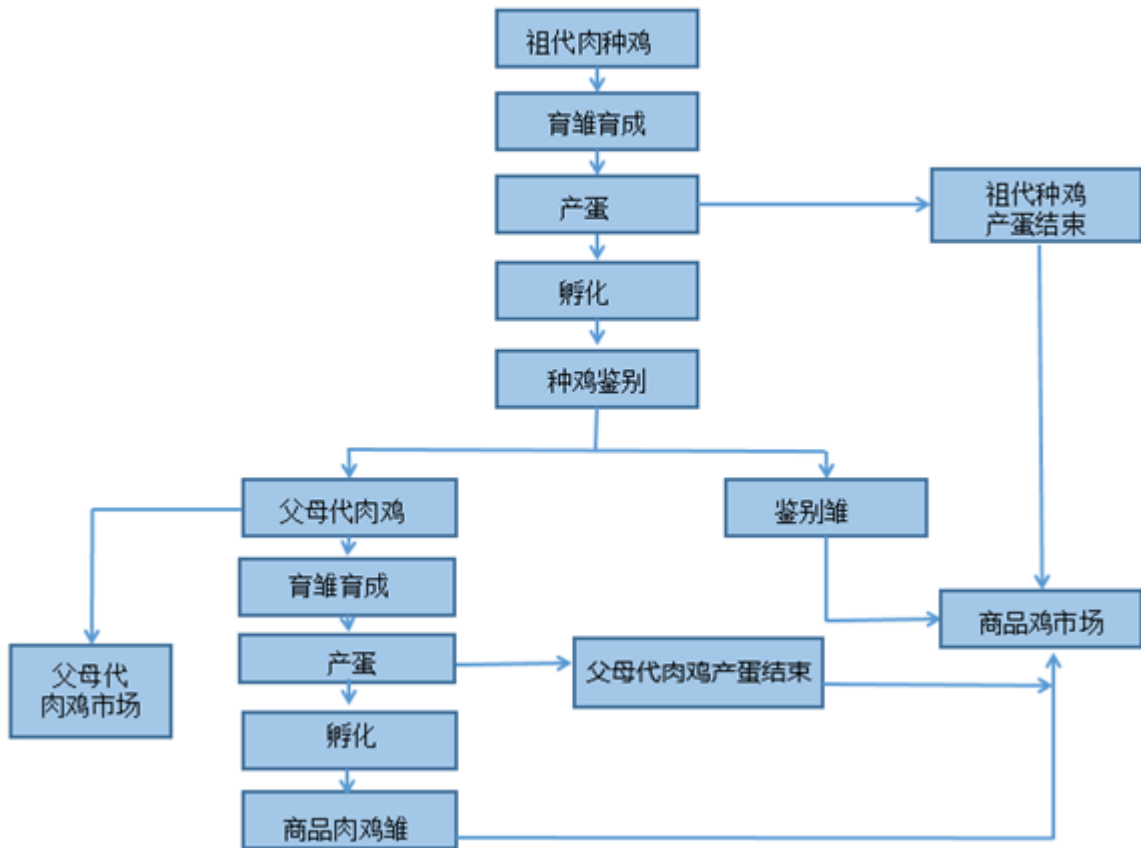 祖代肉种鸡
育雏育成
产蛋
祖代种鸡
产蛋结束
孵化
种鸡鉴别
父母代肉鸡
鉴别雏
育雏育成
商品鸡市场
产蛋
父母代肉鸡产蛋结束
父母代
肉鸡市场
孵化
商品肉鸡雏